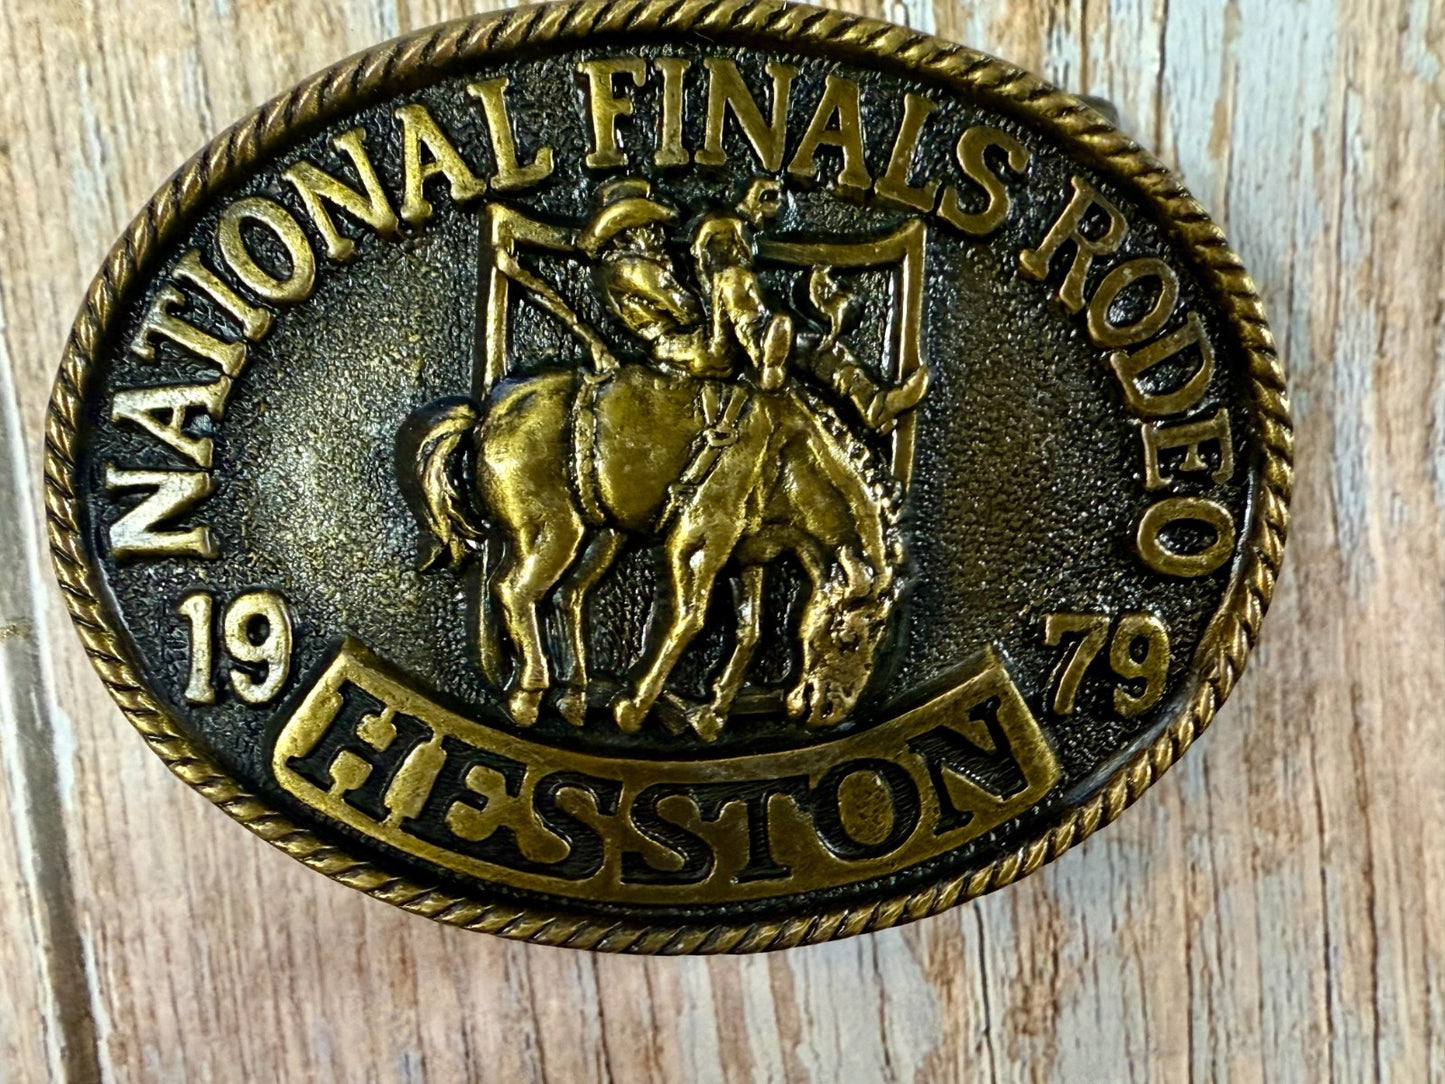 NATIONAL FINALS RODEO
19 79
HESSTON